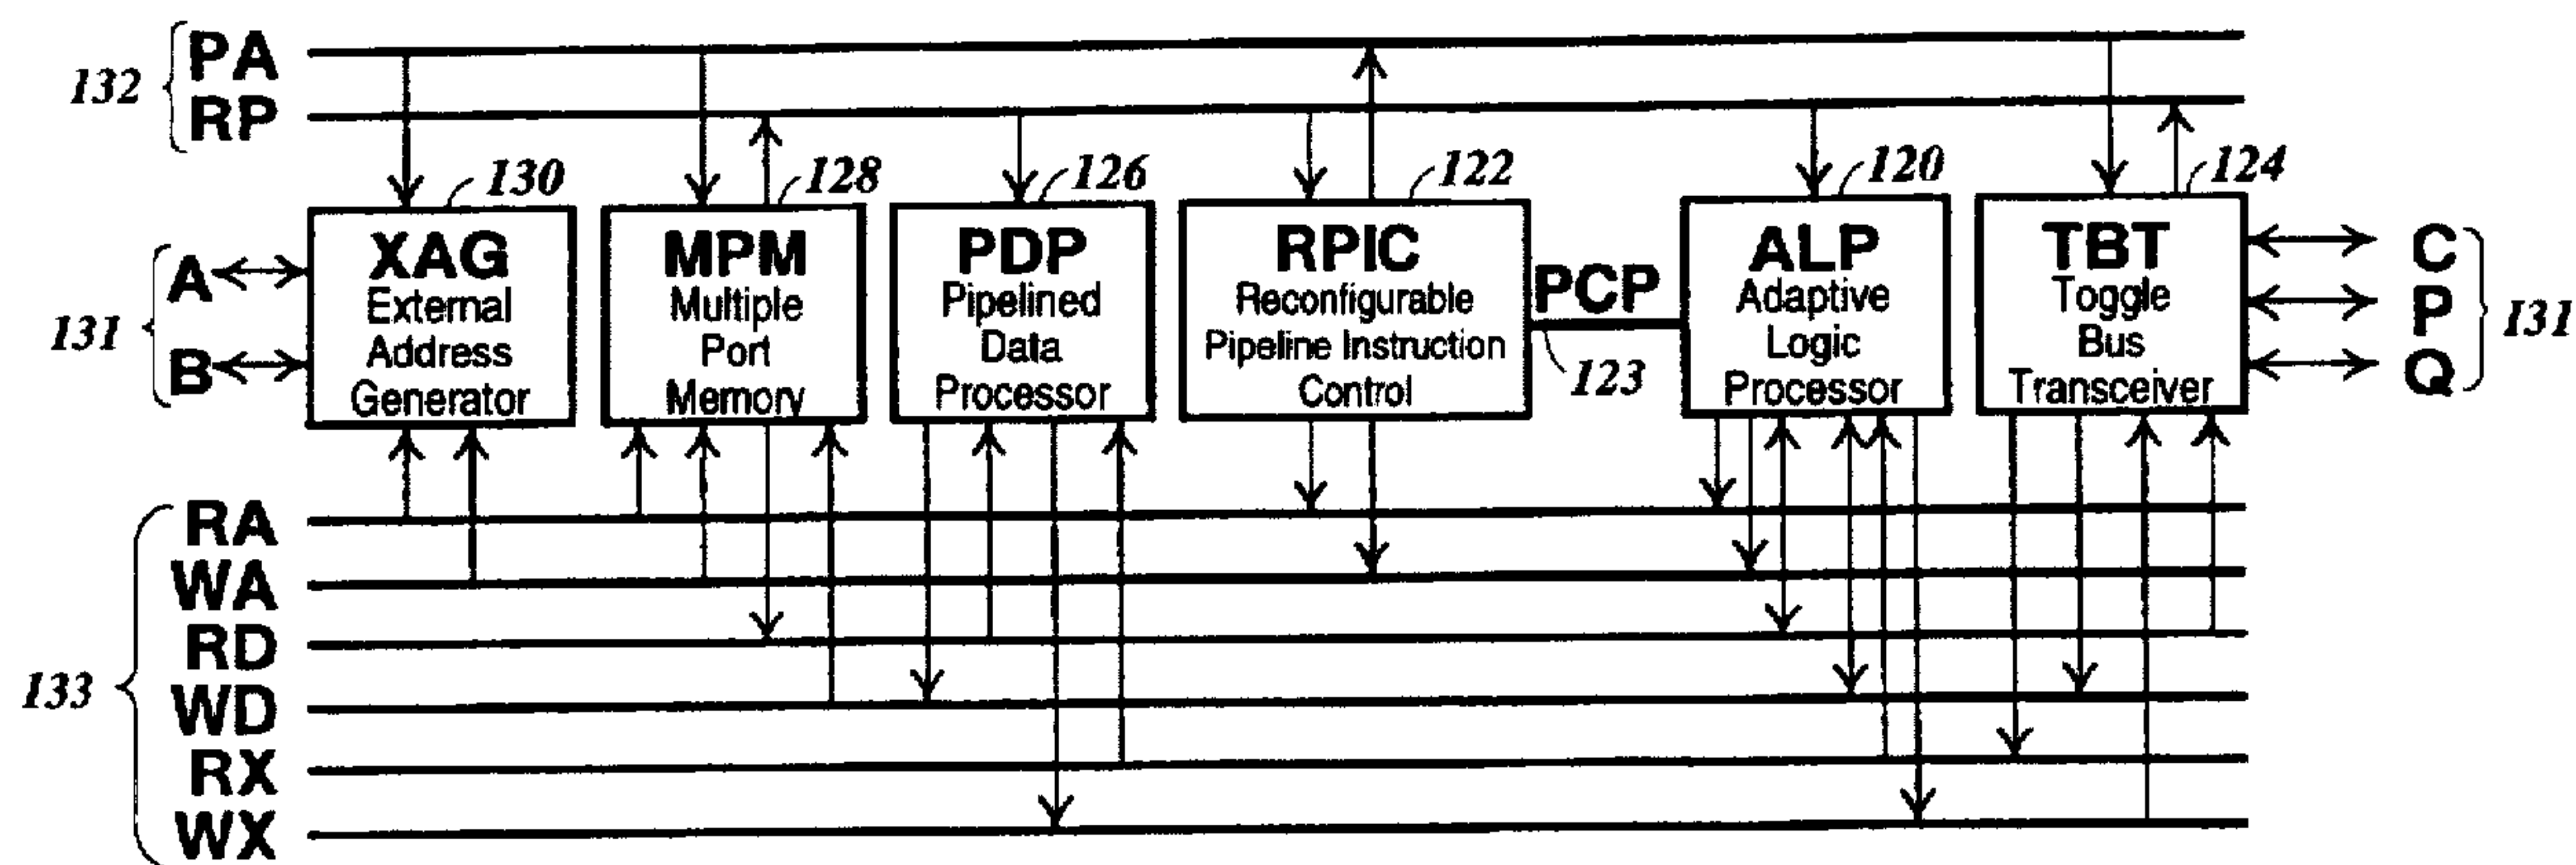 132
PA
RP
130
128
126
122
120
124
131
A
B
XAG
External
Address
Generator
MPM
Multiple
Port
Memory
PDP
Pipelined
Data
Processor
RPIC
Reconfigurable
Pipeline Instruction
Control
PCP
123
ALP
Adaptive
Logic
Processor
TBT
Toggle
Bus
Transceiver
C
P
Q
131
133
RA
WA
RD
WD
RX
WX